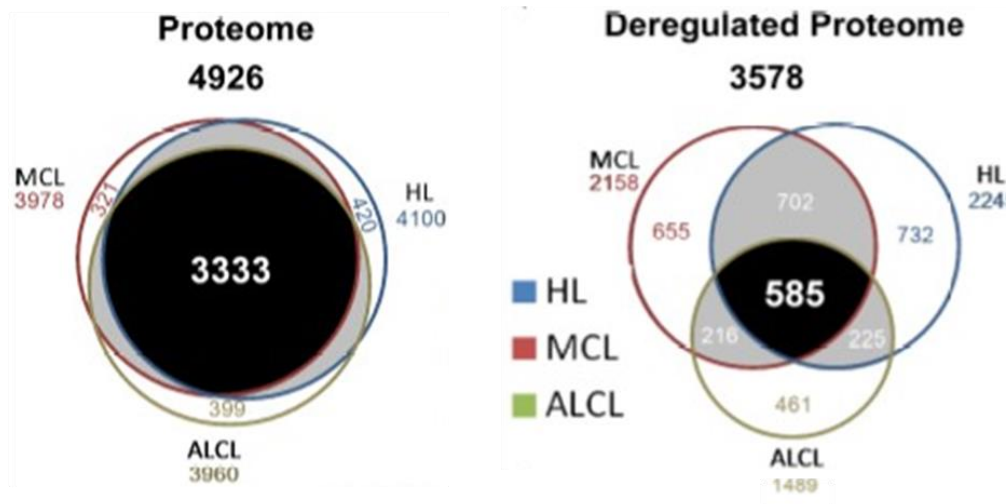 Proteome
4926
MCL
3978
321
420
HL
4100
3333
399
ALCL
3960
Deregulated Proteome
3578
MCL
2158
HL
224
702
655
732
585
216
225
461
HL
MCL
ALCL
ALCL
1489